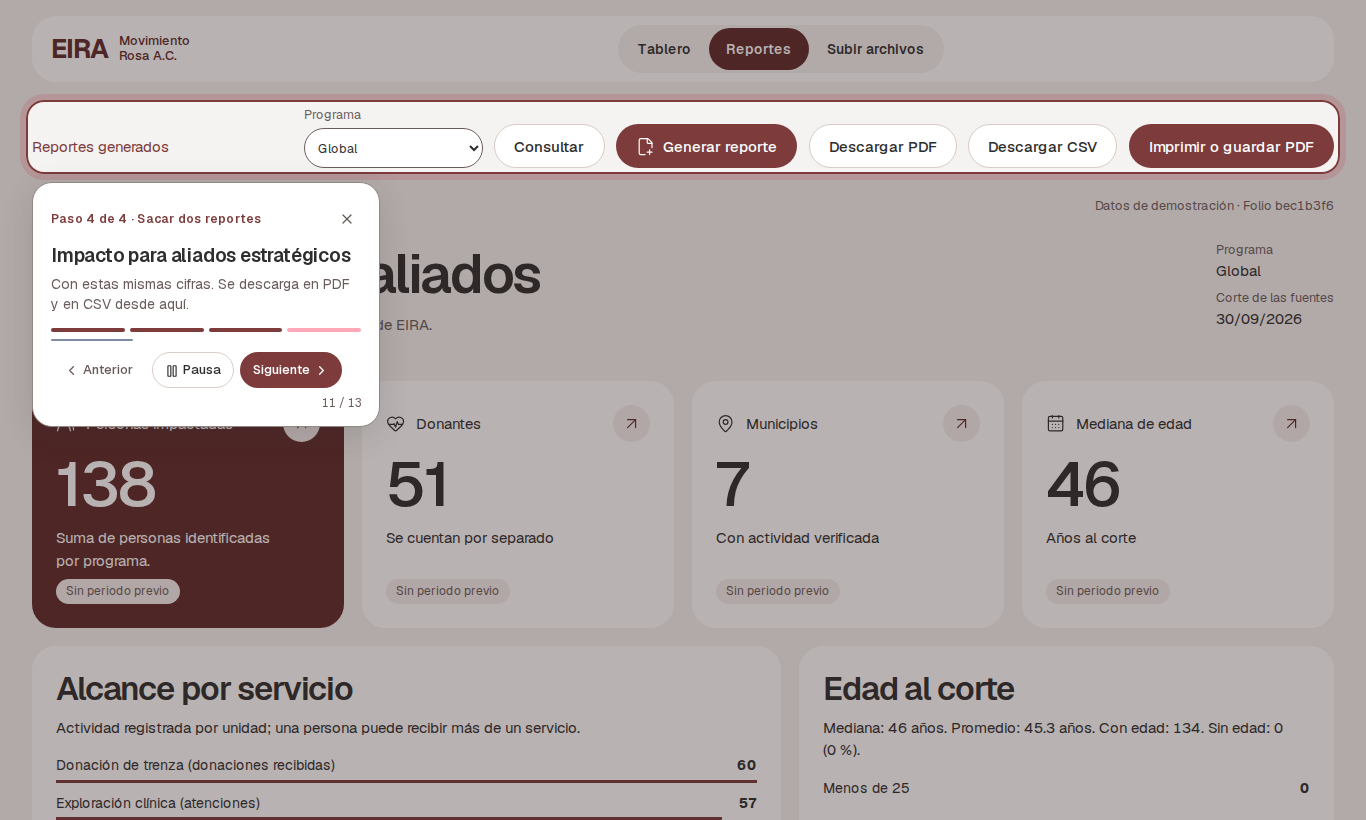 EIRA
Movimiento
Rosa A.C.
Tablero
Reportes
Subir archivos
Reportes generados
Programa
Global
Consultar
Generar reporte
Descargar PDF
Descargar CSV
Imprimir o guardar PDF
Datos de demostración · Folio bec1b3f6
Paso 4 de 4 · Sacar dos reportes
Impacto para aliados estratégicos
Con estas mismas cifras. Se descarga en PDF
y en CSV desde aquí.
Anterior
Pausa
Siguiente
11 / 13
aliados
de EIRA.
Programa
Global
Corte de las fuentes
30/09/2026
Personas impactadas
138
Suma de personas identificadas
por programa.
Sin periodo previo
Donantes
51
Se cuentan por separado
Sin periodo previo
Municipios
7
Con actividad verificada
Sin periodo previo
Mediana de edad
46
Años al corte
Sin periodo previo
Alcance por servicio
Actividad registrada por unidad; una persona puede recibir más de un servicio.
Donación de trenza (donaciones recibidas) 60
Exploración clínica (atenciones) 57
Edad al corte
Mediana: 46 años. Promedio: 45.3 años. Con edad: 134. Sin edad: 0
(0 %).
Menos de 25 0